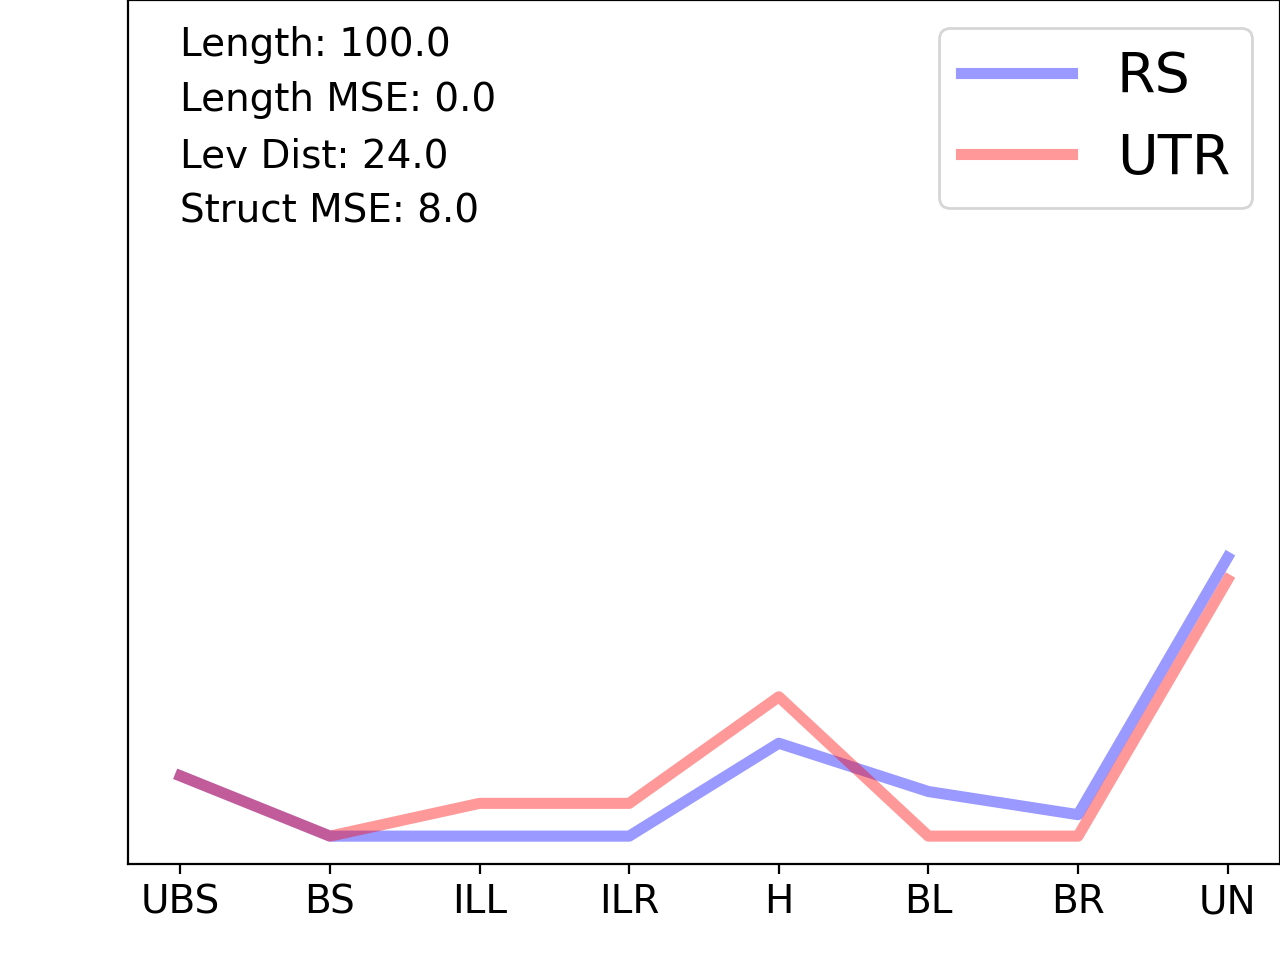 Length: 100.0
Length MSE: 0.0
Lev Dist: 24.0
Struct MSE: 8.0
RS
UTR
UBS BS ILL ILR H BL BR UN